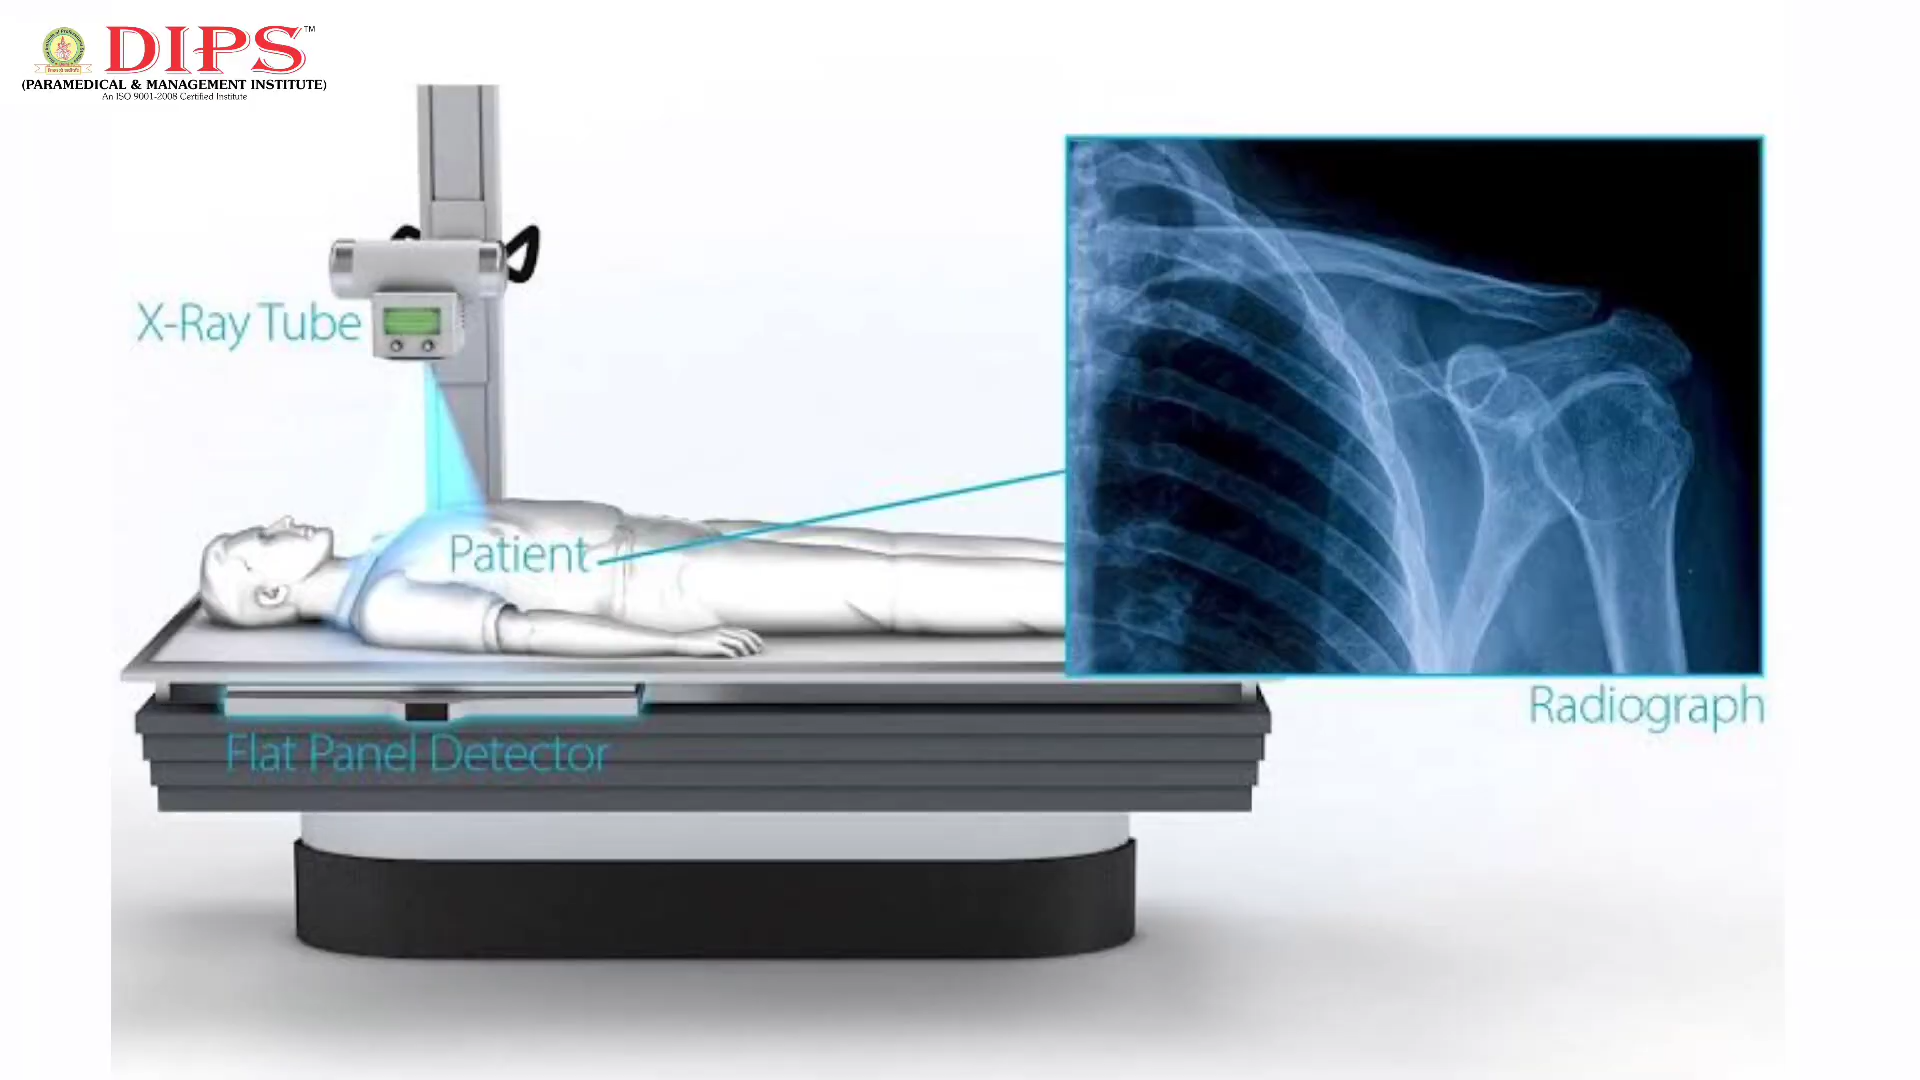 DIPS™
(PARAMEDICAL & MANAGEMENT INSTITUTE)
An ISO 9001-2008 Certified Institute
X-Ray Tube
Patient
Flat Panel Detector
Radiograph